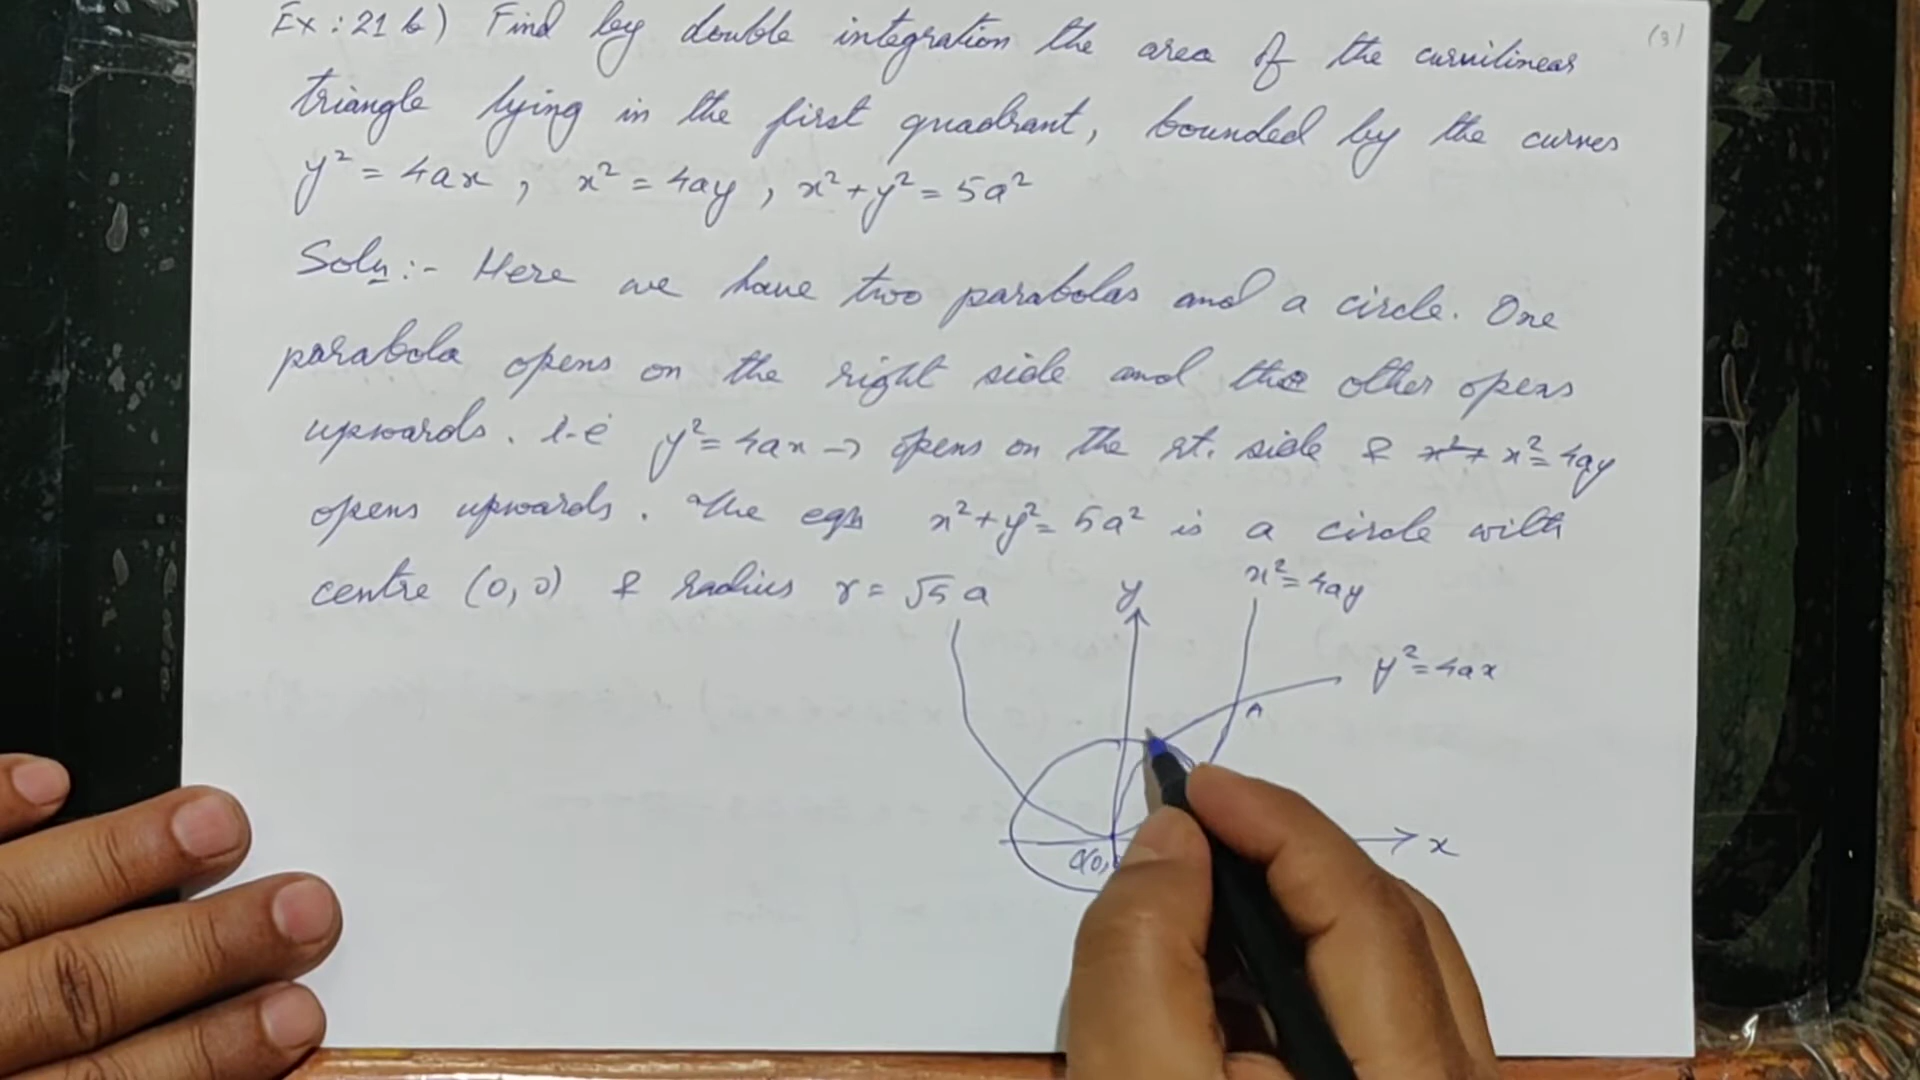 (3)
Ex: 21 b) Find by double integration the area of the curvilinear
triangle lying in the first quadrant, bounded by the curves
y² = 4ax, x² = 4ay, x²+y² = 5a²
Soln:- Here we have two parabolas and a circle. One
parabola opens on the right side and the other opens
upwards. i.e y² = 4ax → opens on the rt. side & x²+ x² = 4ay
opens upwards. The eqn x²+y² = 5a² is a circle with
centre (0,0) & radius r = √5 a
x² = 4ay
y
y² = 4ax
A
x